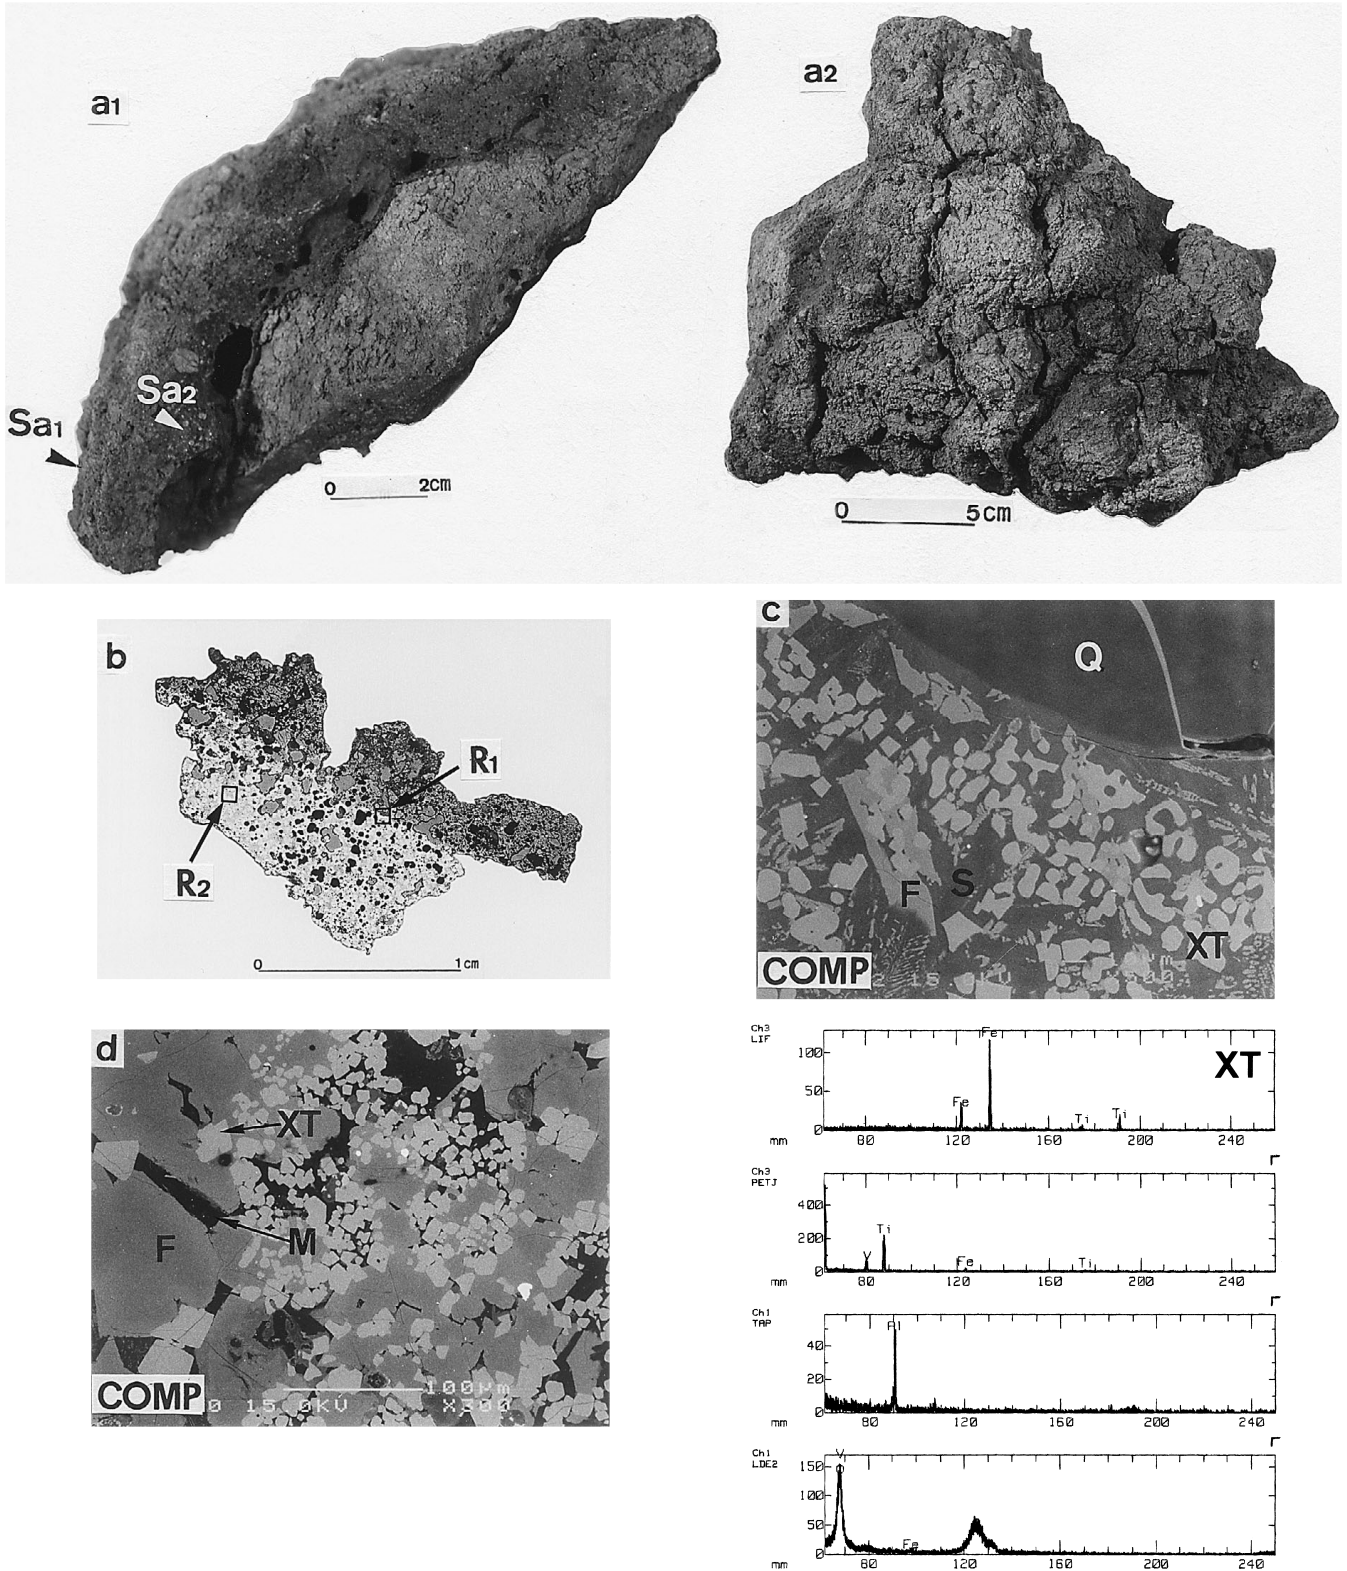 a1
a2
Sa2
Sa1
0 2cm
0 5cm
b
R1
R2
0 1cm
c
Q
F
S
XT
COMP
d
XT
F
M
COMP
100μm
0 15.0KV X300
XT
Ch3
LIF
Fe
Fe
Ti
Ti
100
50
0
mm 80 120 160 200 240
Ch3
PETJ
V
Ti
Fe
Ti
400
200
0
mm 80 120 160 200 240
Ch1
TAP
Al
40
20
0
mm 80 120 160 200 240
Ch1
LDE2
V
O
Fe
150
100
50
0
mm 80 120 160 200 240